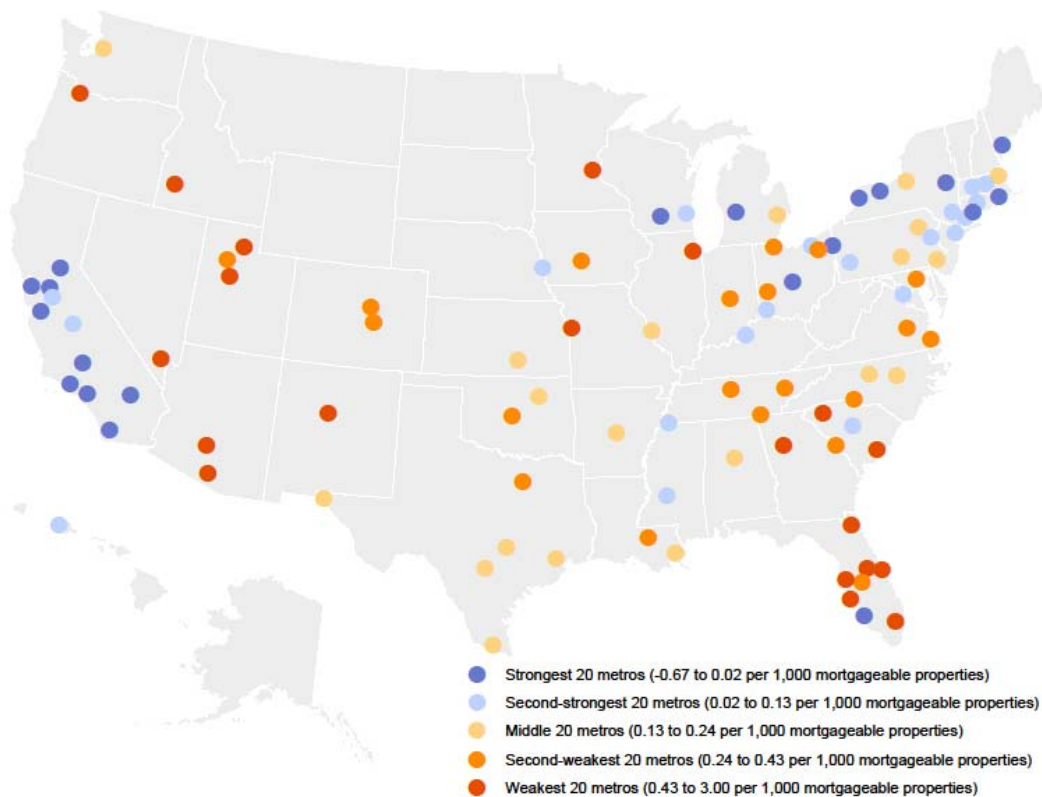 Strongest 20 metros (-0.67 to 0.02 per 1,000 mortgageable properties)
Second-strongest 20 metros (0.02 to 0.13 per 1,000 mortgageable properties)
Middle 20 metros (0.13 to 0.24 per 1,000 mortgageable properties)
Second-weakest 20 metros (0.24 to 0.43 per 1,000 mortgageable properties)
Weakest 20 metros (0.43 to 3.00 per 1,000 mortgageable properties)